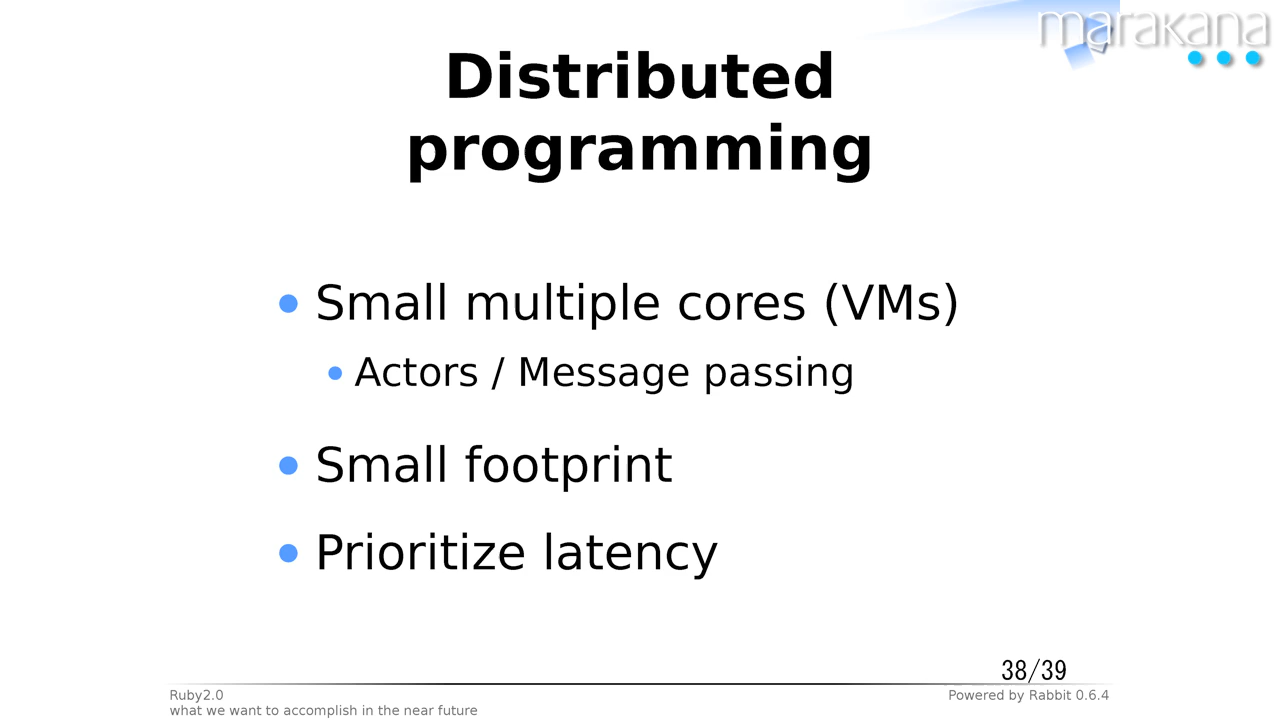 marakana
Distributed
programming
Small multiple cores (VMs)
Actors / Message passing
Small footprint
Prioritize latency
38/39
Ruby2.0
Powered by Rabbit 0.6.4
what we want to accomplish in the near future